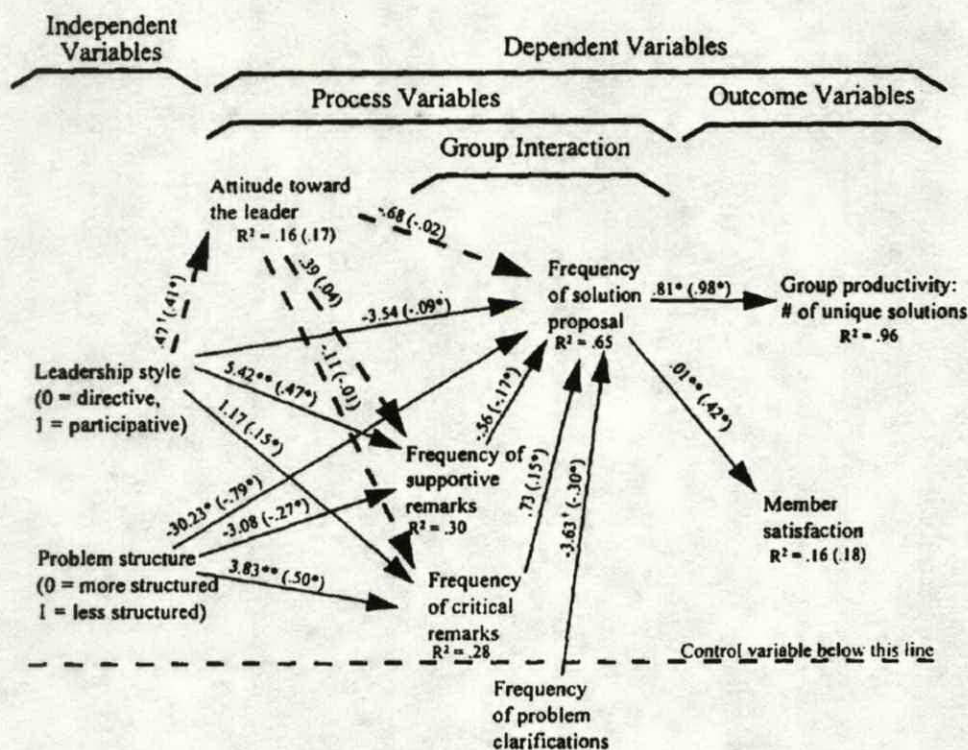 Independent
Variables
Dependent Variables
Process Variables
Outcome Variables
Group Interaction
Attitude toward
the leader
R² = .16 (.17)
-.68 (-.02)
.39 (.04)
-.11 (-.01)
.42† (.41*)
-3.54 (-.09*)
Frequency
of solution
proposal
R² = .65
.81* (.98*)
Group productivity:
# of unique solutions
R² = .96
Leadership style
(0 = directive,
1 = participative)
5.42** (.47*)
1.17 (.15*)
-.56 (-.17*)
.01** (.42*)
Frequency of
supportive
remarks
R² = .30
.73 (.15*)
-3.63† (-.30*)
-30.23* (-.79*)
-3.08 (-.27*)
Member
satisfaction
R² = .16 (.18)
Problem structure
(0 = more structured
1 = less structured)
3.83** (.50*)
Frequency
of critical
remarks
R² = .28
Control variable below this line
Frequency
of problem
clarifications